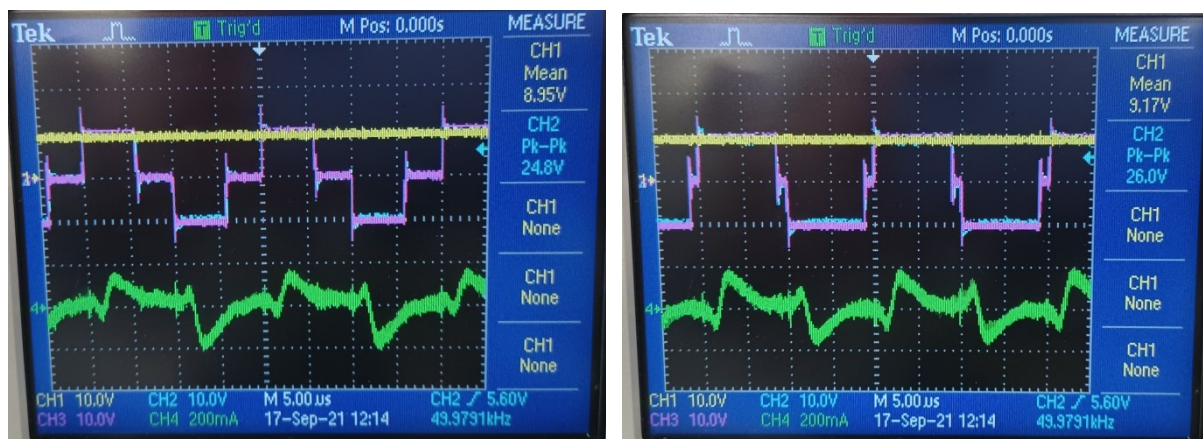 Tek T Trig'd M Pos: 0.000s MEASURE
CH1
Mean
8.95V
CH2
Pk-Pk
24.8V
CH1
None
CH1
None
CH1
None
1
4
CH1 10.0V CH2 10.0V M 5.00µs CH2 5.60V
CH3 10.0V CH4 200mA 17-Sep-21 12:14 49.9791kHz
Tek T Trig'd M Pos: 0.000s MEASURE
CH1
Mean
9.17V
CH2
Pk-Pk
26.0V
CH1
None
CH1
None
CH1
None
4
CH1 10.0V CH2 10.0V M 5.00µs CH2 5.60V
CH3 10.0V CH4 200mA 17-Sep-21 12:14 49.9791kHz